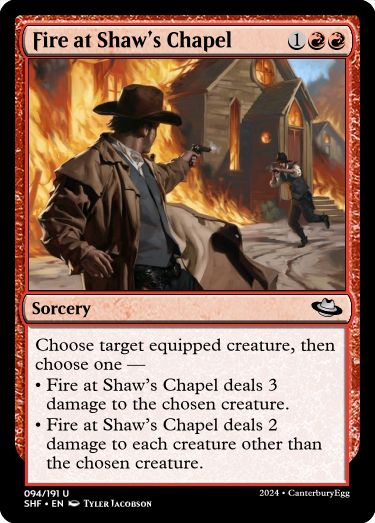 Fire at Shaw's Chapel 1
Sorcery
Choose target equipped creature, then
choose one —
• Fire at Shaw's Chapel deals 3
damage to the chosen creature.
• Fire at Shaw's Chapel deals 2
damage to each creature other than
the chosen creature.
094/191 U
SHF • EN Tyler Jacobson
2024 • CanterburyEgg